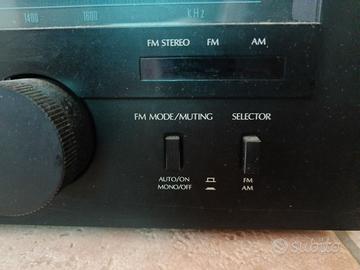 1400 1600 KHz
FM STEREO FM AM
FM MODE/MUTING SELECTOR
AUTO/ON FM
MONO/OFF AM
subito